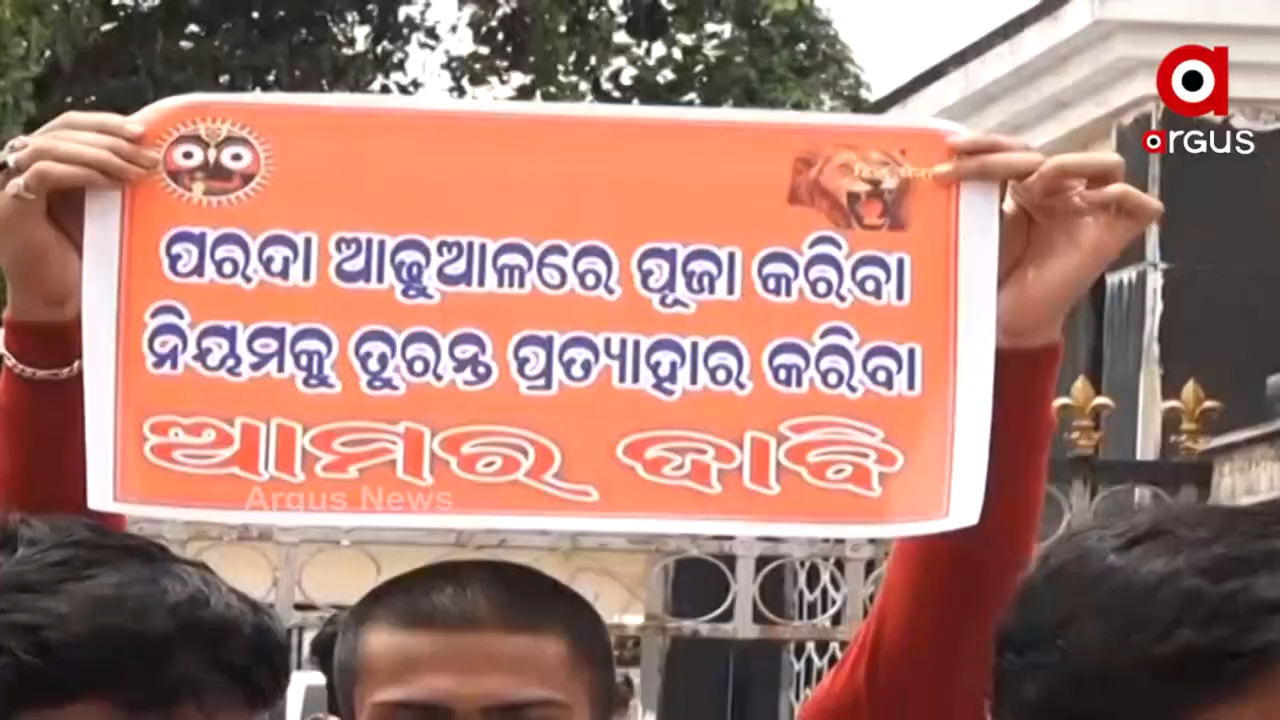 argus
ପରଦା ଆଢୁଆଳରେ ପୂଜା କରିବା
ନିୟମକୁ ତୁରନ୍ତ ପ୍ରତ୍ୟାହାର କରିବା
ଆମର ଦାବି
Argus News